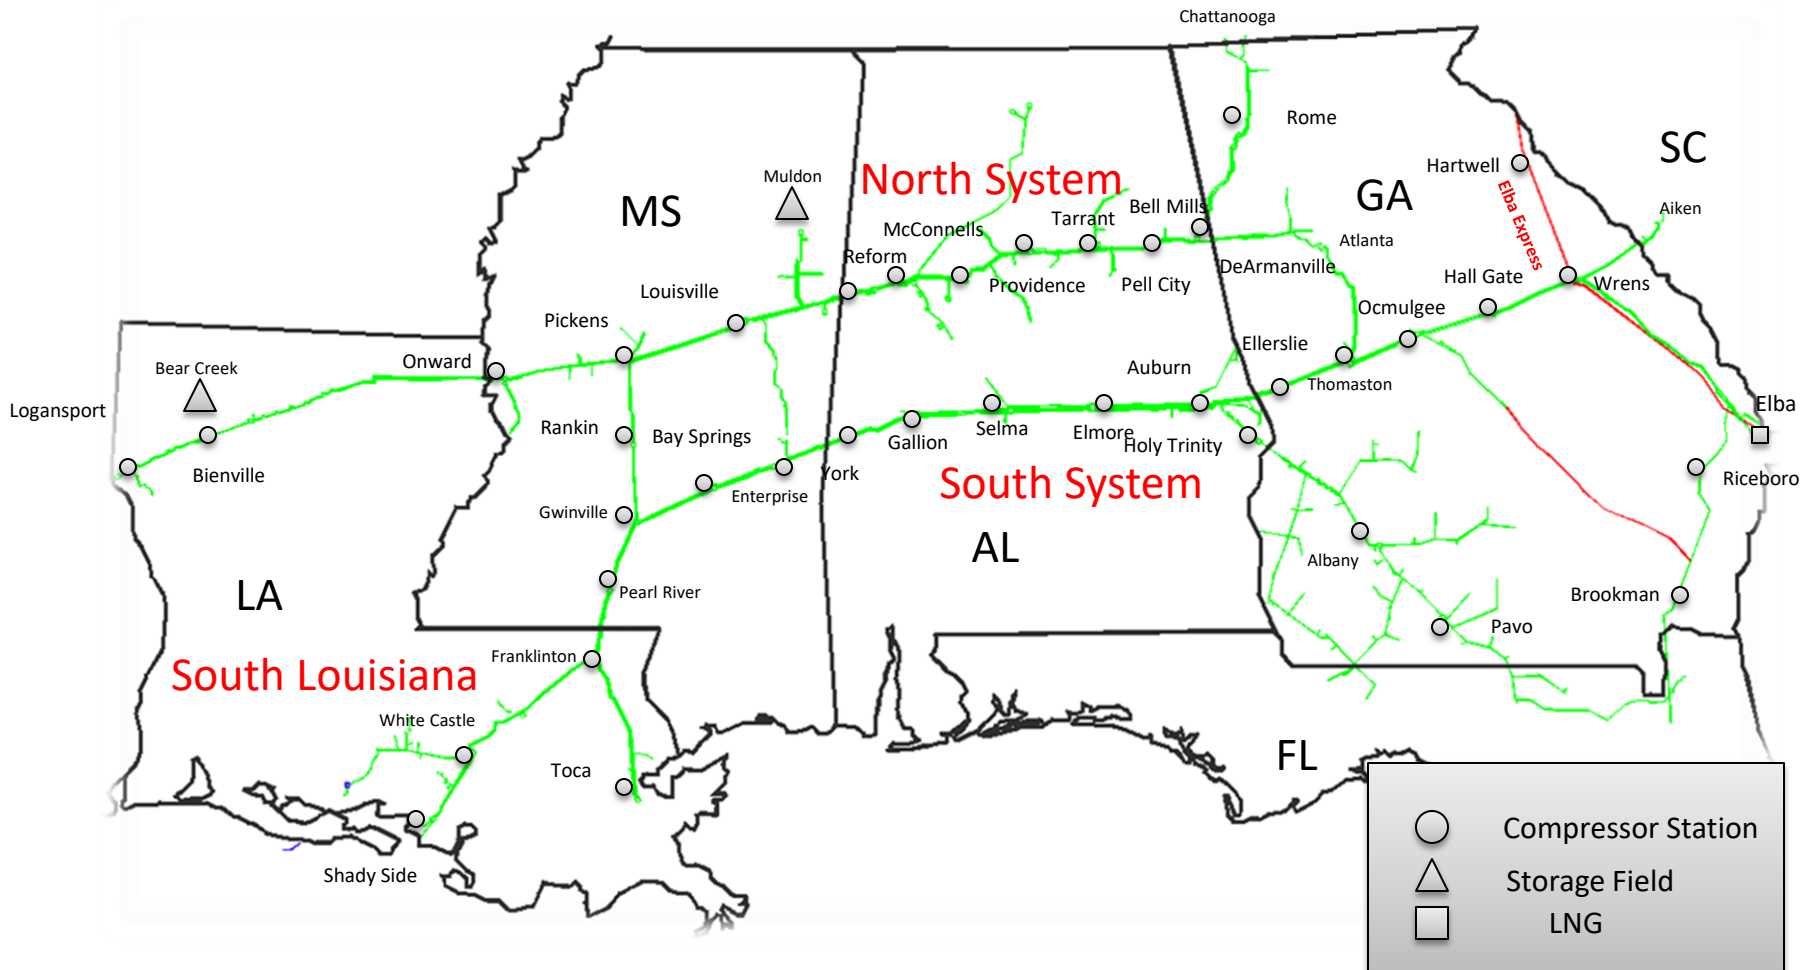 Chattanooga
Rome
SC
Hartwell
Muldon
North System
MS
GA
Elba Express
Aiken
Bell Mills
Tarrant
McConnells
Atlanta
Reform
DeArmanville
Hall Gate
Wrens
Louisville
Providence
Pell City
Ocmulgee
Pickens
Ellerslie
Onward
Bear Creek
Auburn
Thomaston
Logansport
Elba
Rankin
Bay Springs
Gallion
Selma
Elmore
Holy Trinity
Bienville
York
Enterprise
South System
Riceboro
Gwinville
AL
Albany
LA
Pearl River
Brookman
Pavo
Franklinton
South Louisiana
White Castle
Toca
FL
Shady Side
Compressor Station
Storage Field
LNG